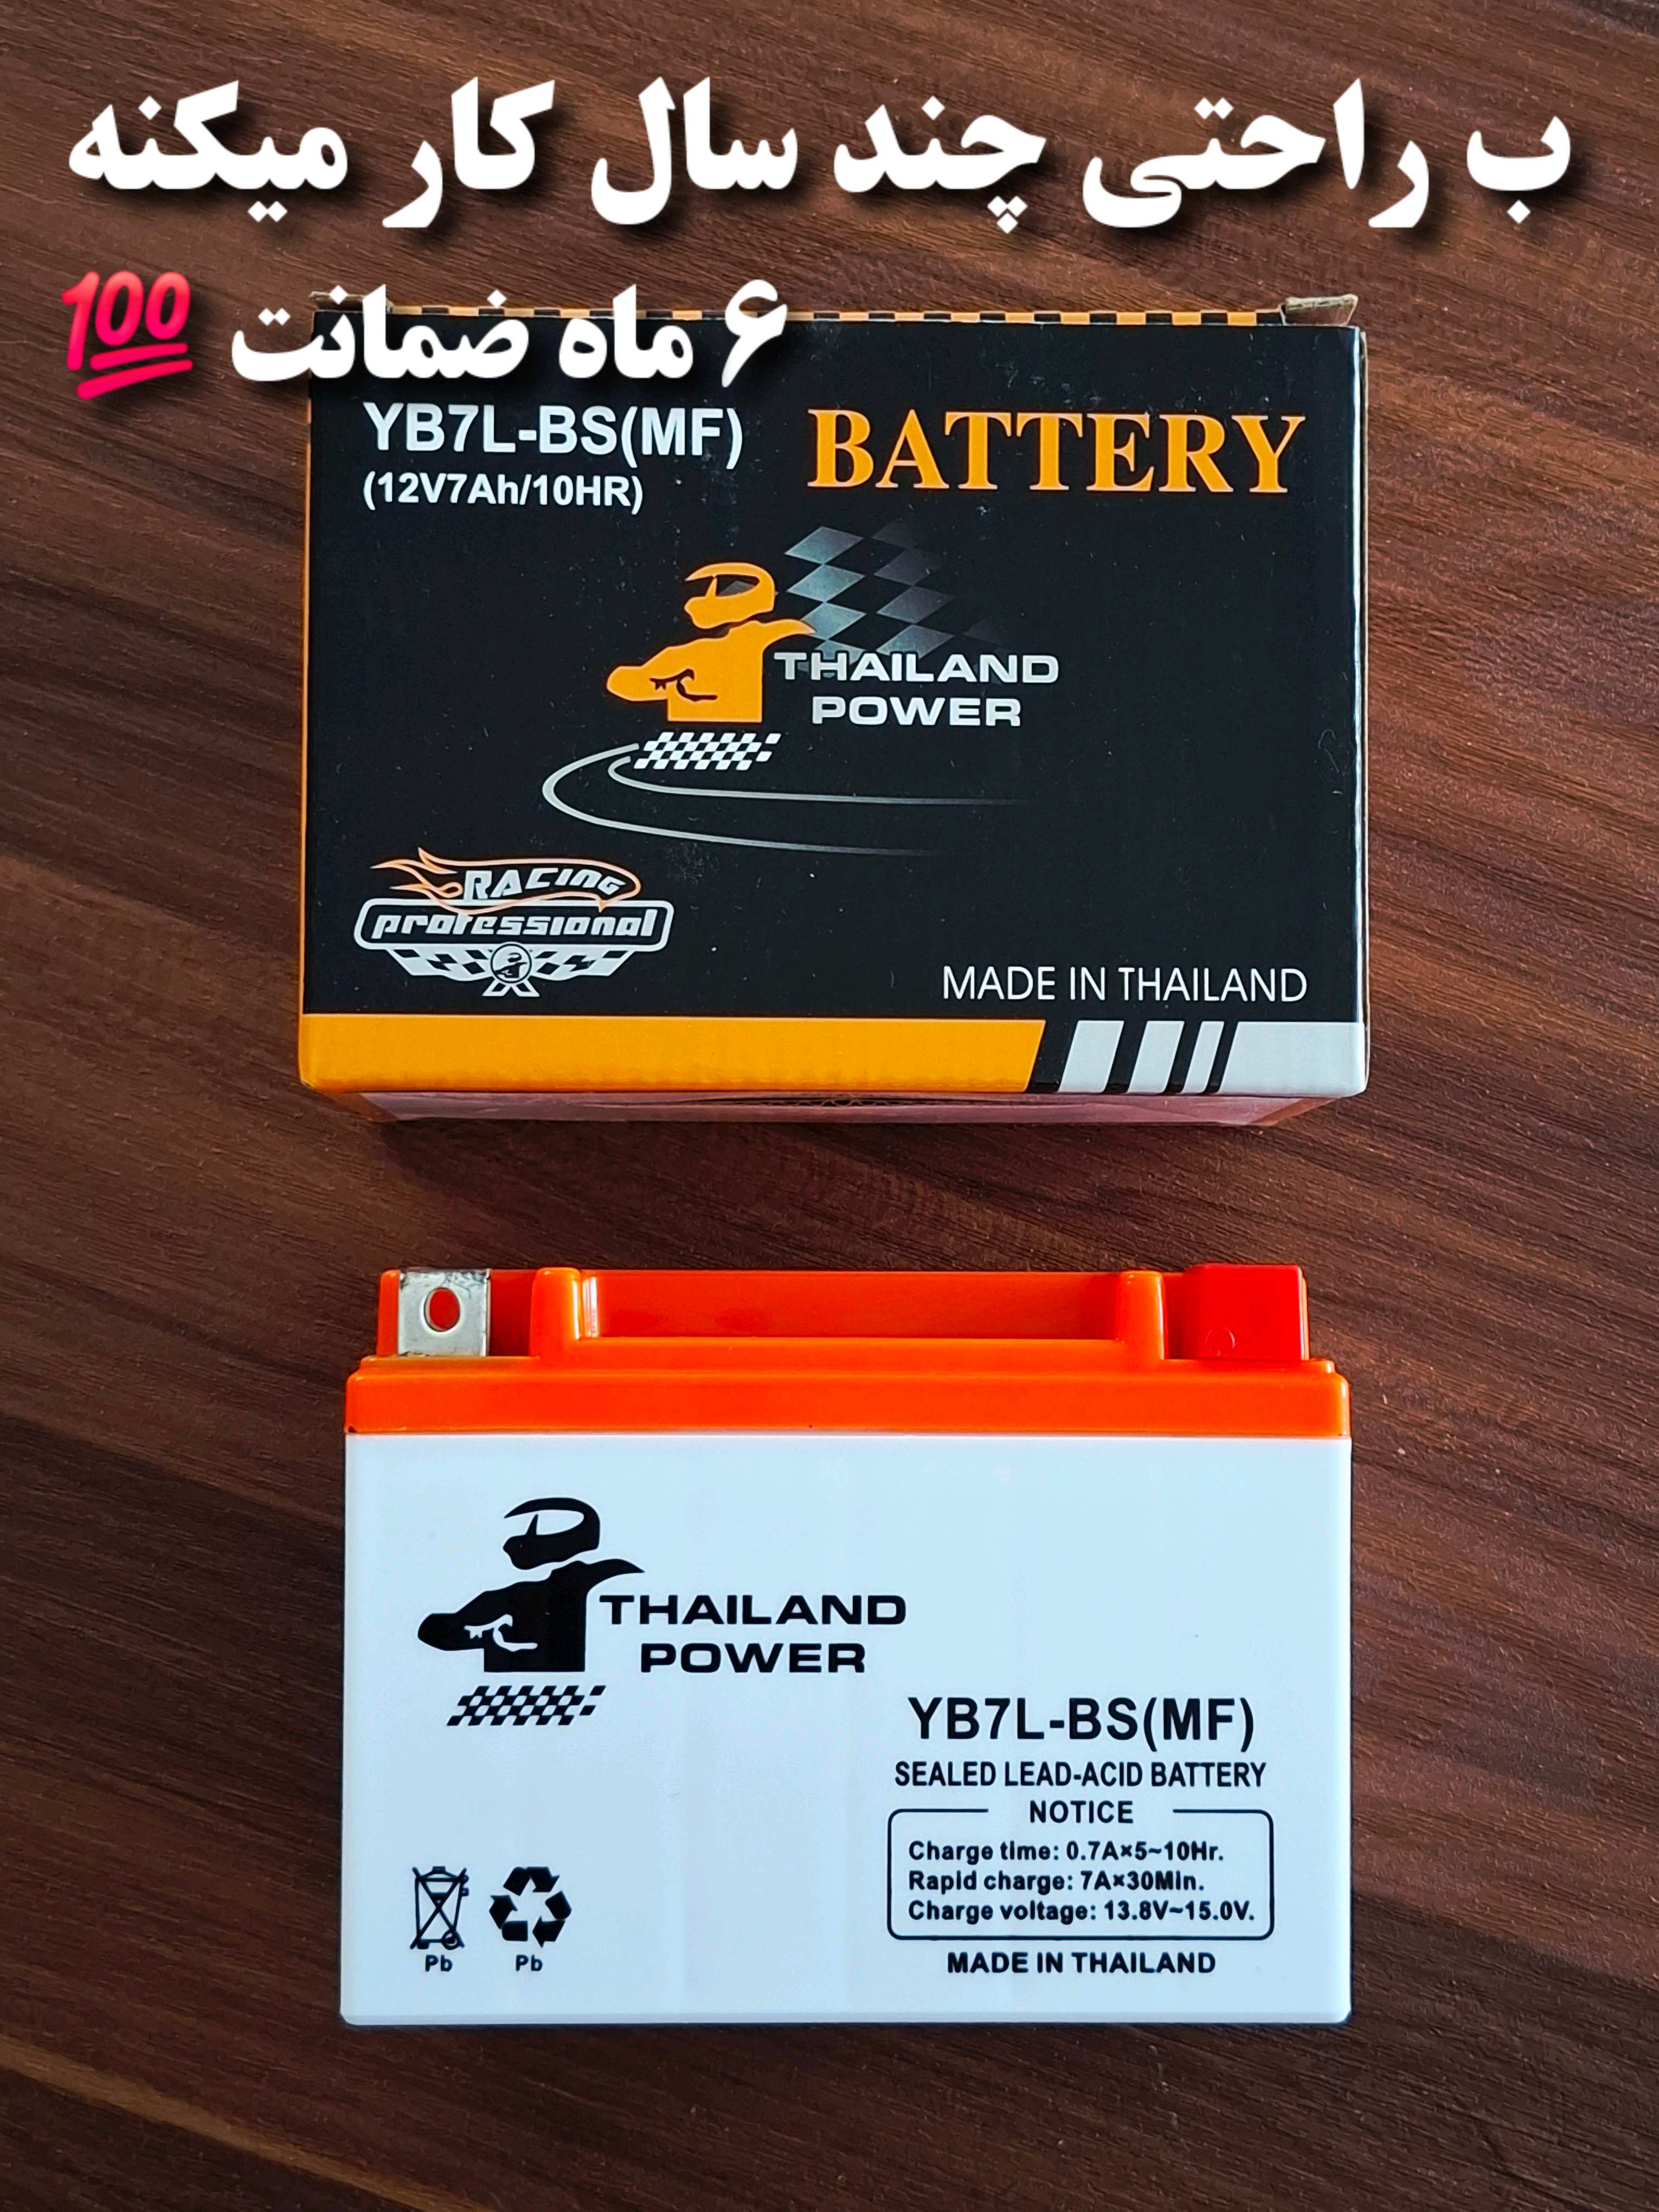 ب راحتی چند سال کار میکنه
۶ ماه ضمانت 💯
YB7L-BS(MF)
BATTERY
(12V7Ah/10HR)
THAILAND
POWER
RACING
professional
MADE IN THAILAND
THAILAND
POWER
YB7L-BS(MF)
SEALED LEAD-ACID BATTERY
NOTICE
Charge time: 0.7A×5~10Hr.
Rapid charge: 7A×30Min.
Charge voltage: 13.8V~15.0V.
Pb
Pb
MADE IN THAILAND